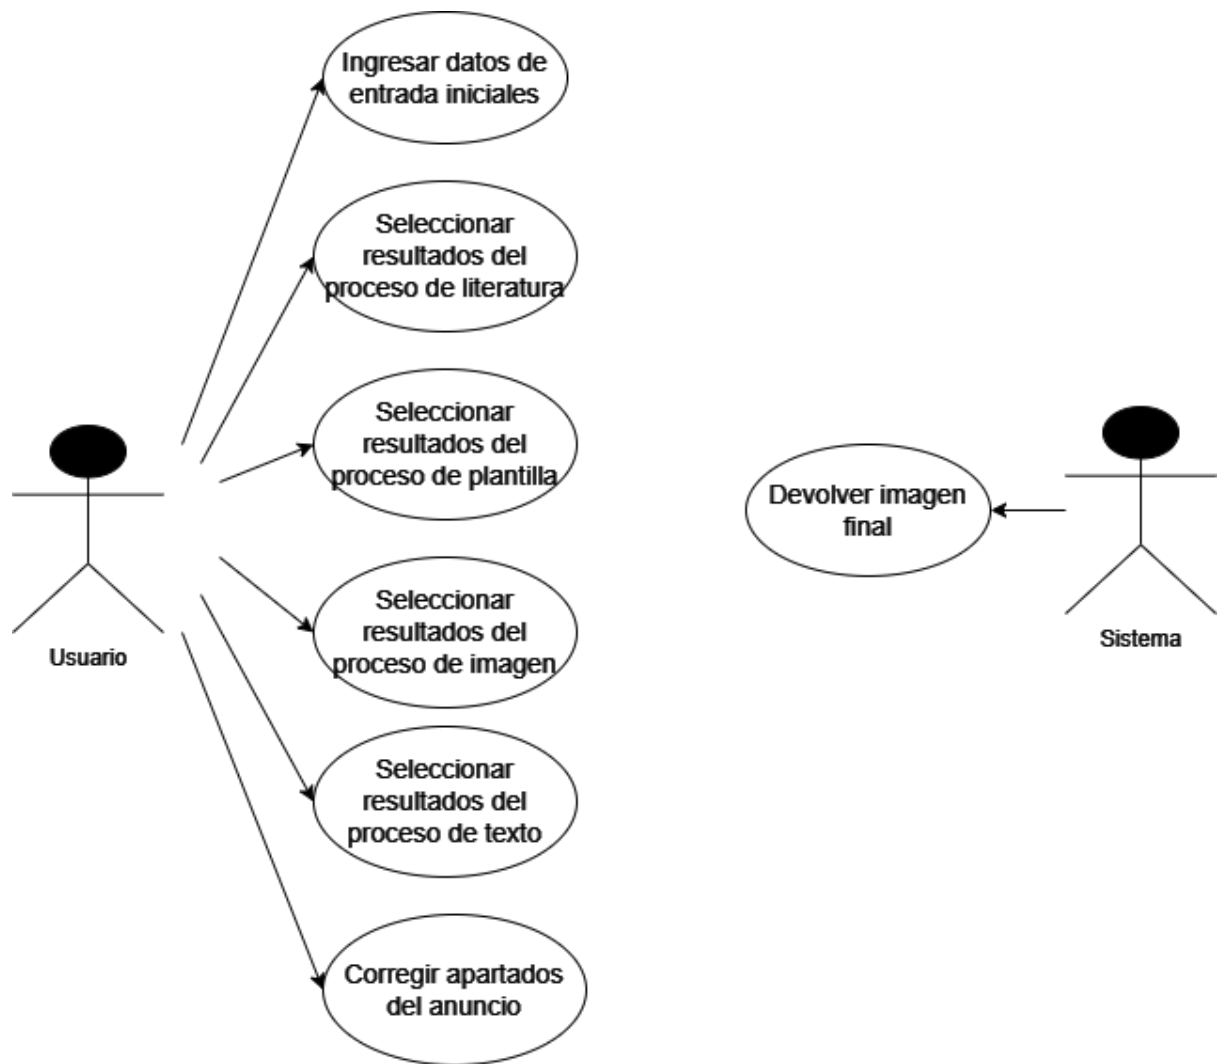 Ingresar datos de
entrada iniciales
Seleccionar
resultados del
proceso de literatura
Seleccionar
resultados del
proceso de plantilla
Seleccionar
resultados del
proceso de imagen
Seleccionar
resultados del
proceso de texto
Corregir apartados
del anuncio
Usuario
Devolver imagen
final
Sistema